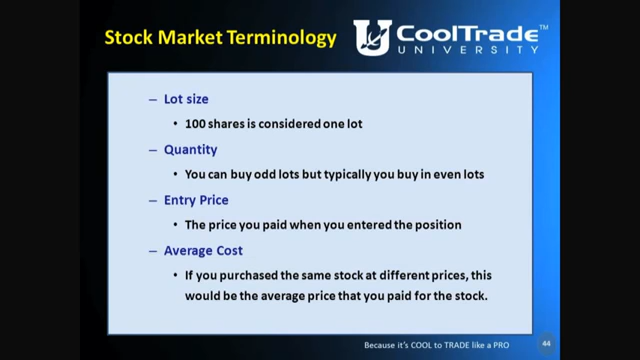 Stock Market Terminology
CoolTrade™
UNIVERSITY
– Lot size
• 100 shares is considered one lot
– Quantity
• You can buy odd lots but typically you buy in even lots
– Entry Price
• The price you paid when you entered the position
– Average Cost
• If you purchased the same stock at different prices, this
would be the average price that you paid for the stock.
Because it's COOL to TRADE like a PRO
44